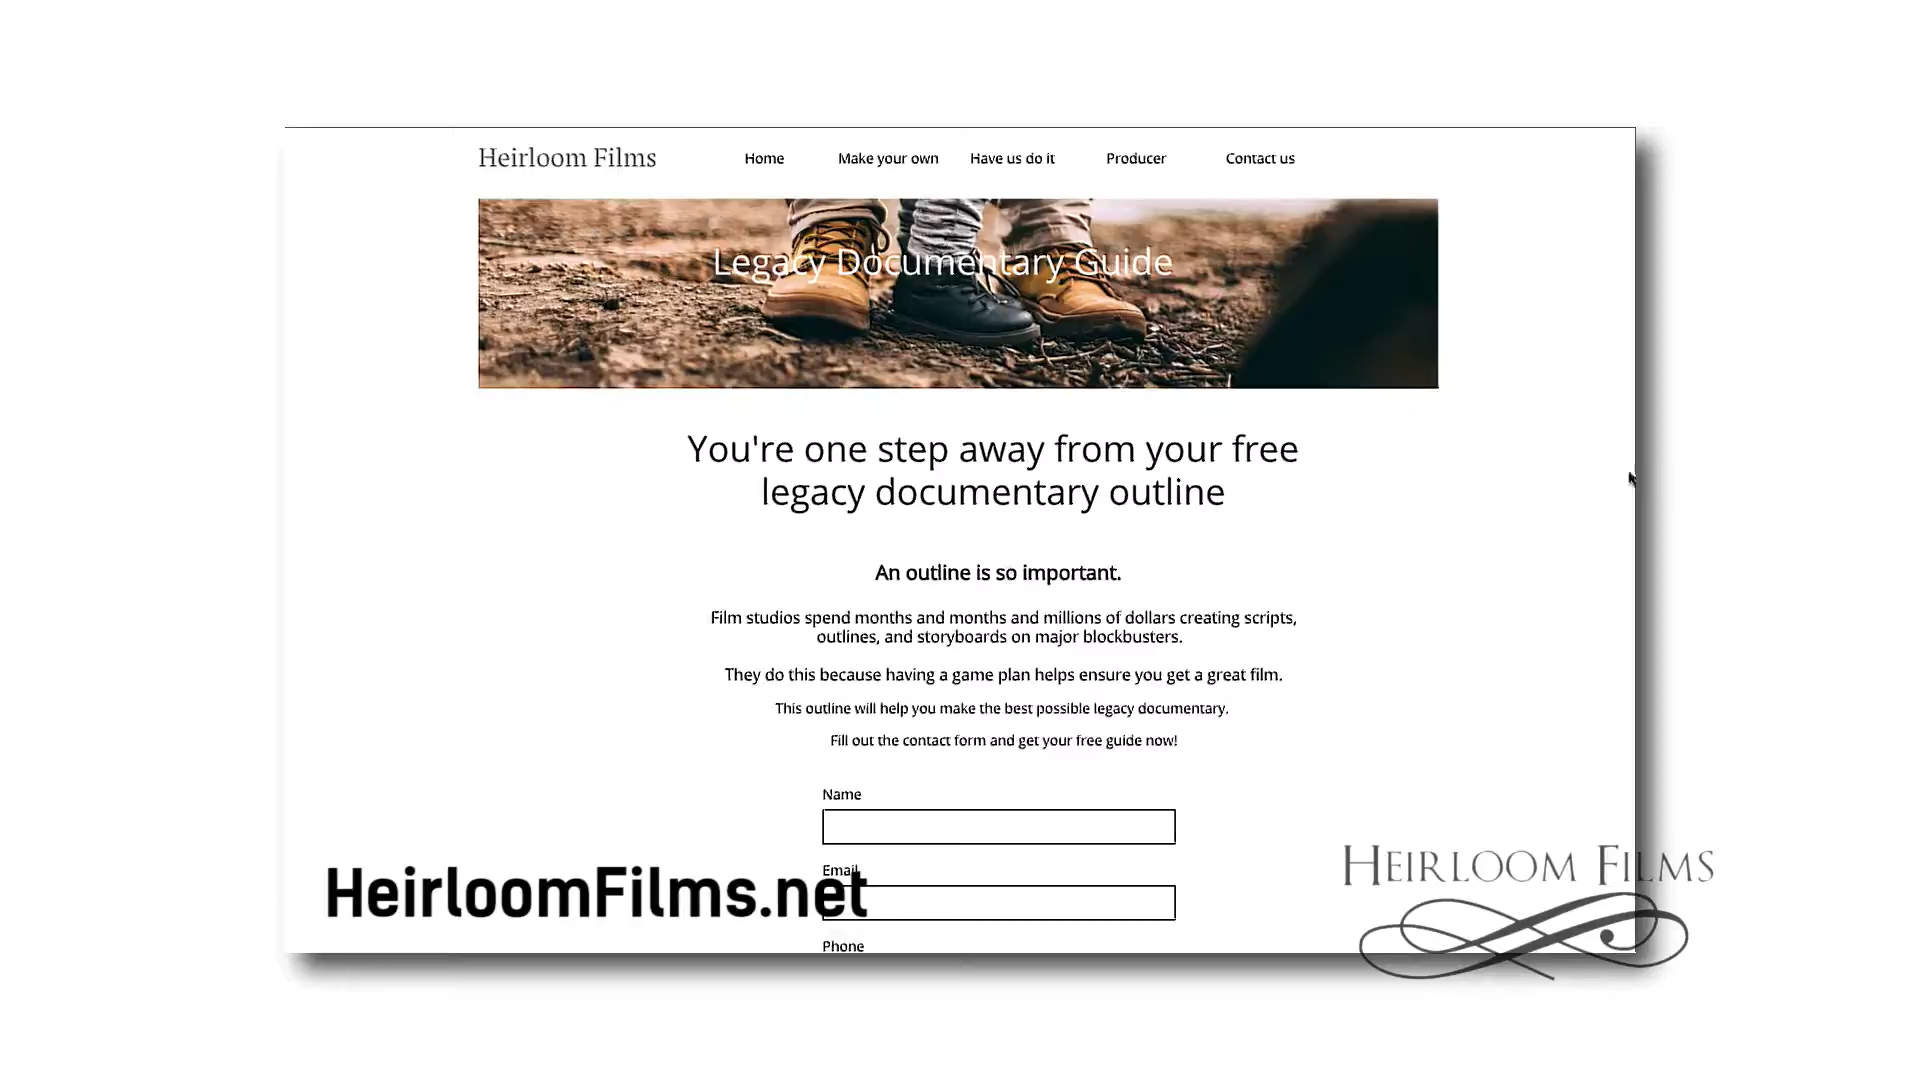 Heirloom Films
Home
Make your own
Have us do it
Producer
Contact us
Legacy Documentary Guide
You're one step away from your free
legacy documentary outline
An outline is so important.
Film studios spend months and months and millions of dollars creating scripts,
outlines, and storyboards on major blockbusters.
They do this because having a game plan helps ensure you get a great film.
This outline will help you make the best possible legacy documentary.
Fill out the contact form and get your free guide now!
Name
Email
Phone
HeirloomFilms.net
HEIRLOOM FILMS